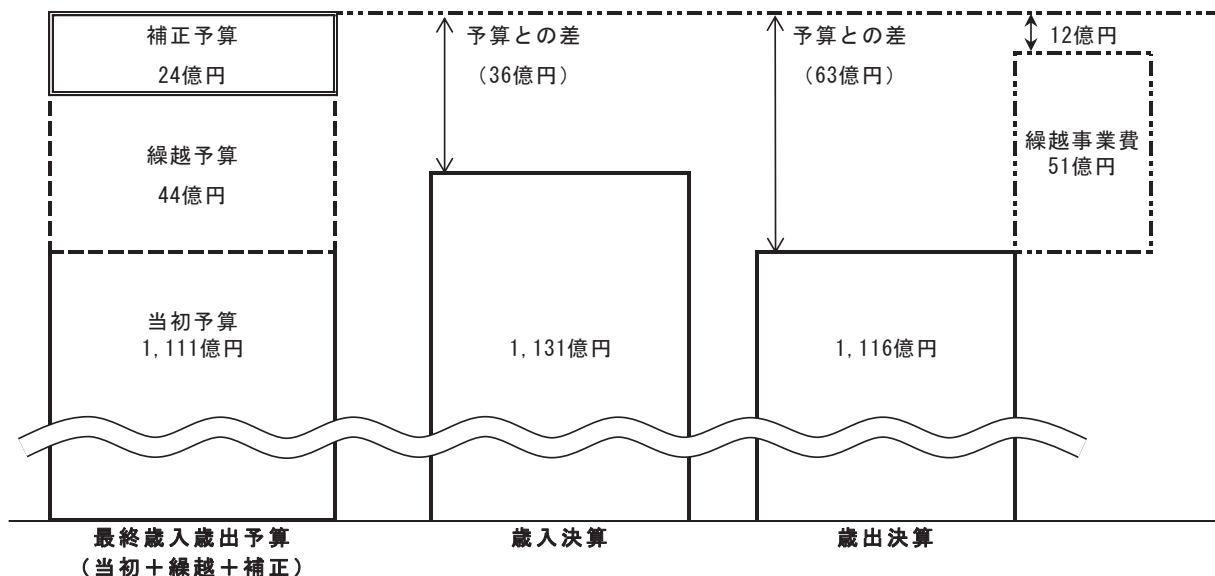 補正予算
24億円
繰越予算
44億円
当初予算
1,111億円
最終歳入歳出予算
（当初＋繰越＋補正）
予算との差
（36億円）
1,131億円
歳入決算
予算との差
（63億円）
1,116億円
歳出決算
12億円
繰越事業費
51億円